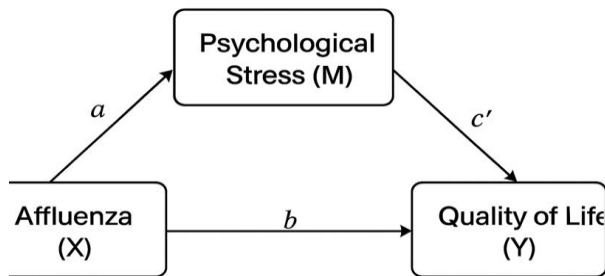 Psychological
Stress (M)
a
c′
Affluenza
(X)
b
Quality of Life
(Y)